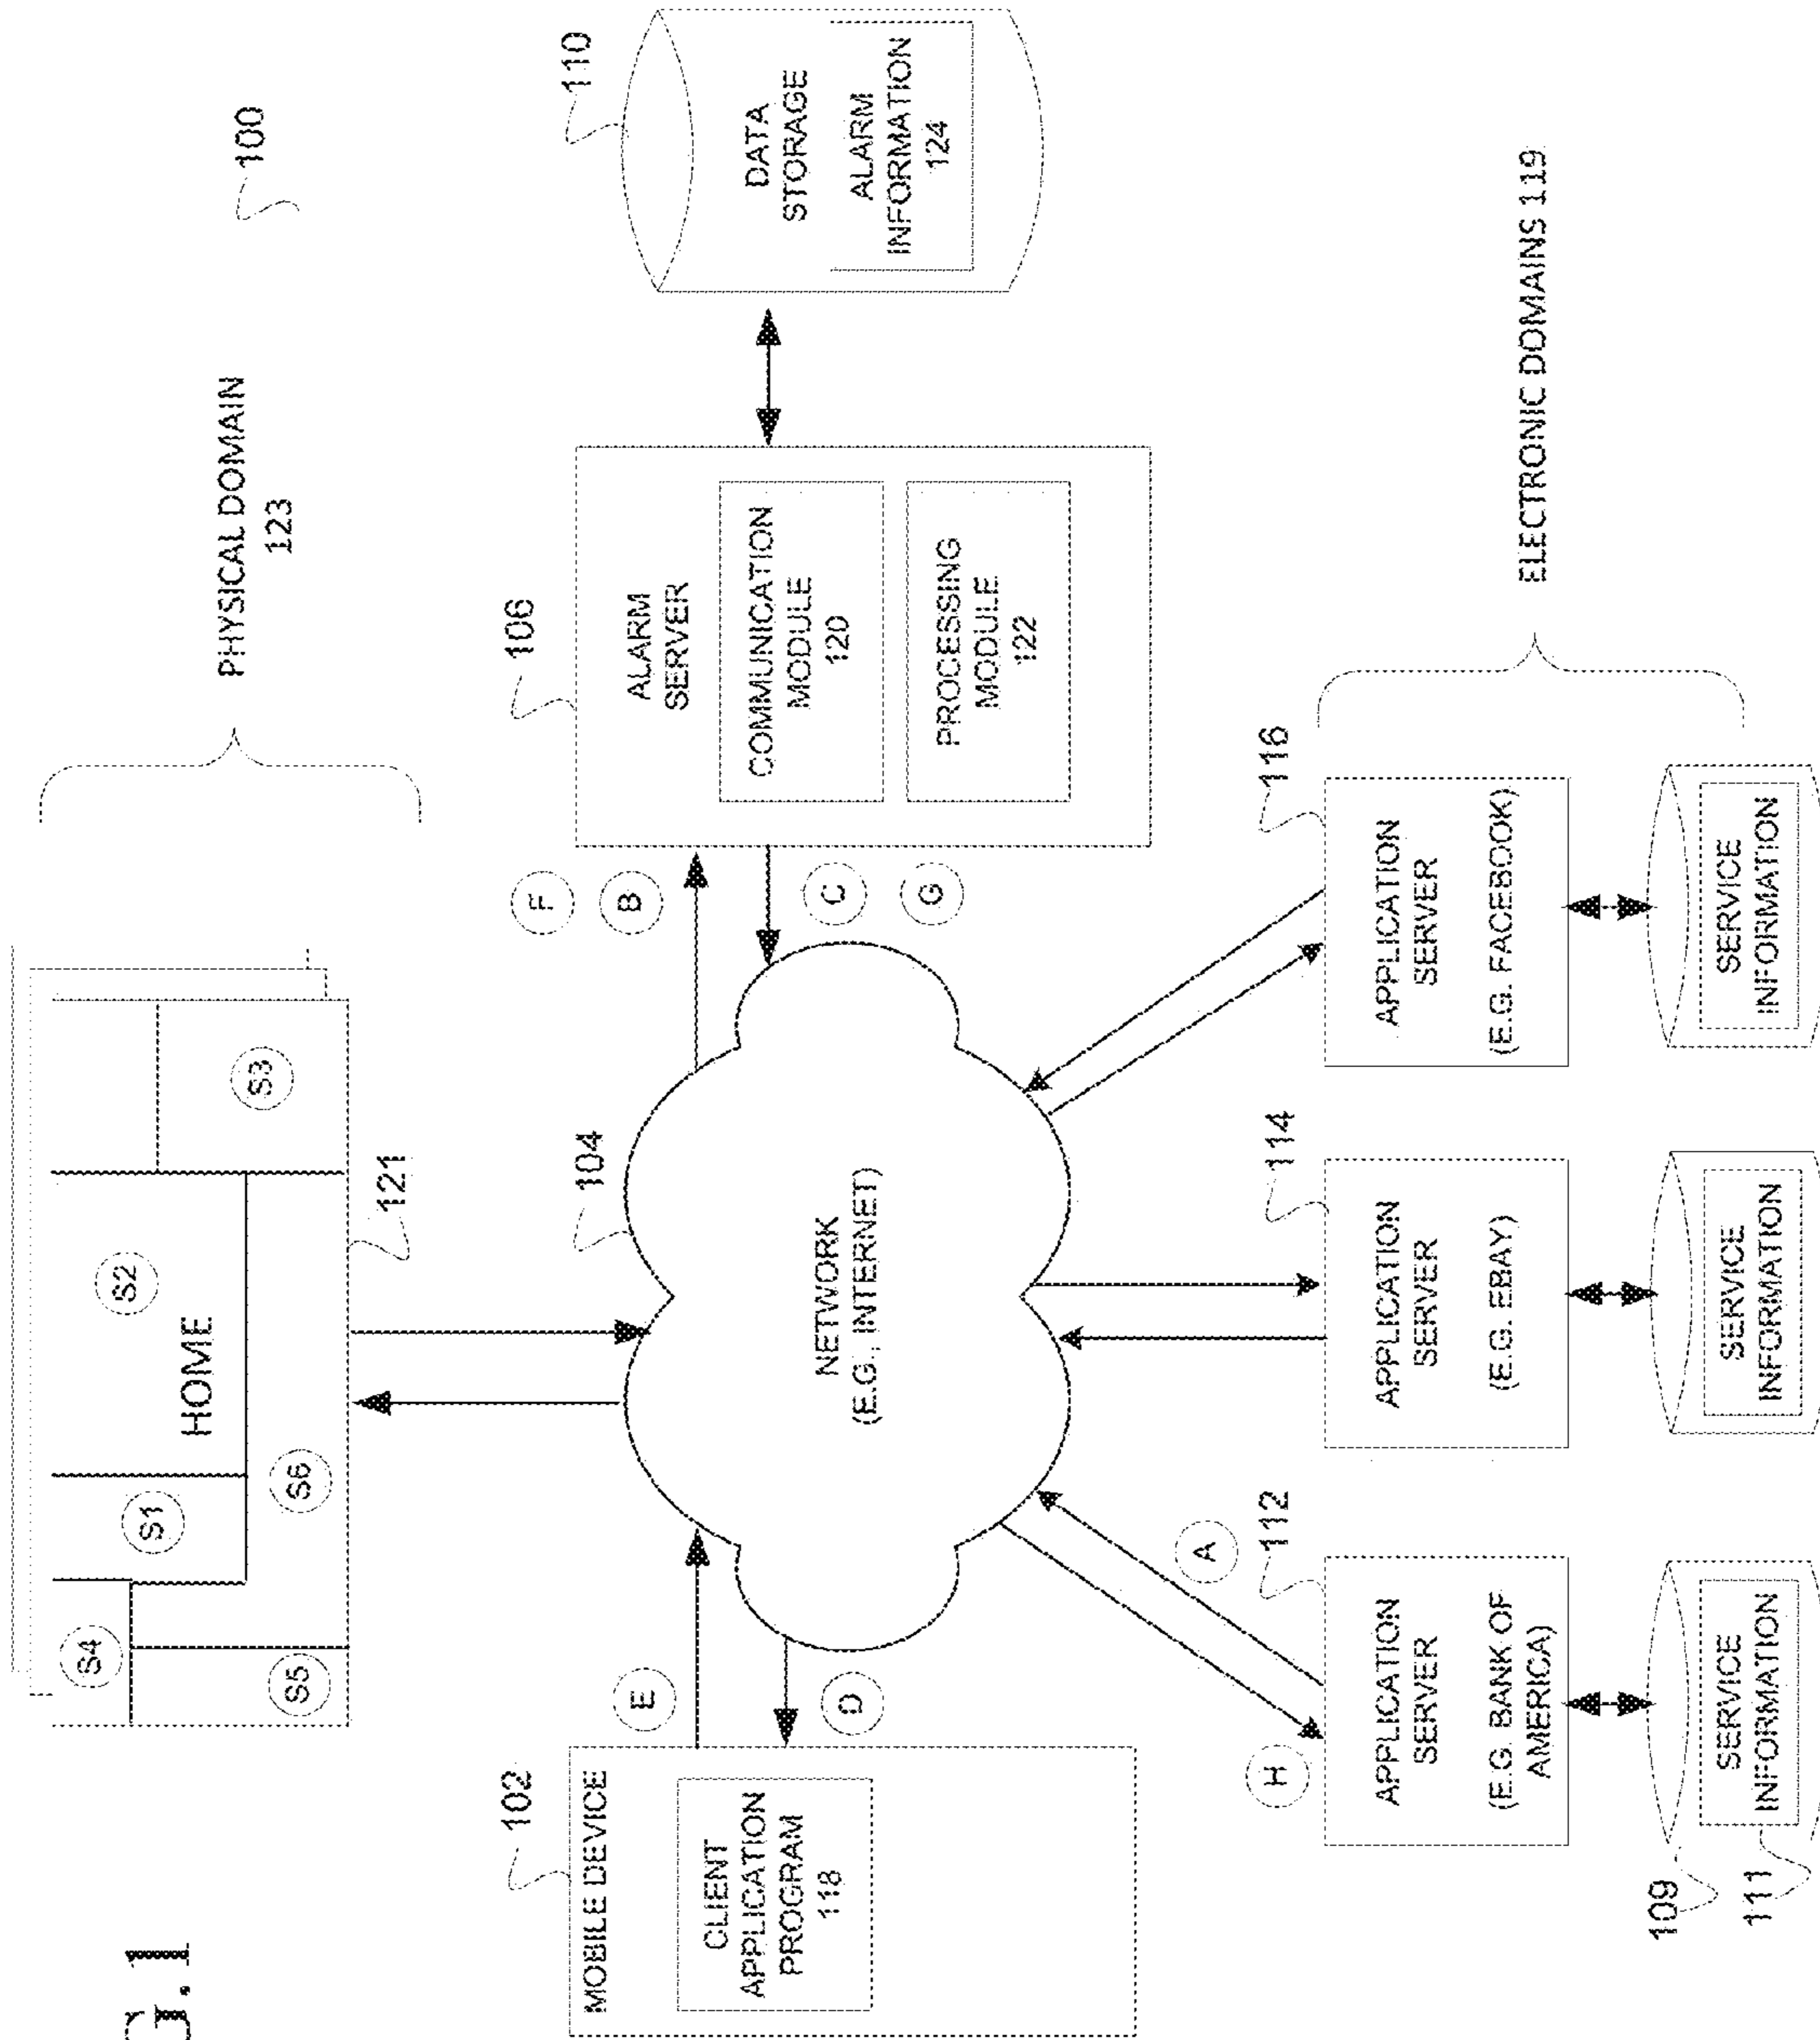 G.1
100
PHYSICAL DOMAIN
123
S4
S1
S2
S3
S5
S6
HOME
121
102
MOBILE DEVICE
CLIENT
APPLICATION
PROGRAM
118
E
D
104
NETWORK
(E.G., INTERNET)
F
B
C
G
106
ALARM
SERVER
COMMUNICATION
MODULE
120
PROCESSING
MODULE
122
110
DATA
STORAGE
ALARM
INFORMATION
124
H
A
112
APPLICATION
SERVER
(E.G. BANK OF
AMERICA)
109
SERVICE
INFORMATION
111
114
APPLICATION
SERVER
(E.G. EBAY)
SERVICE
INFORMATION
116
APPLICATION
SERVER
(E.G. FACEBOOK)
SERVICE
INFORMATION
ELECTRONIC DOMAINS 119